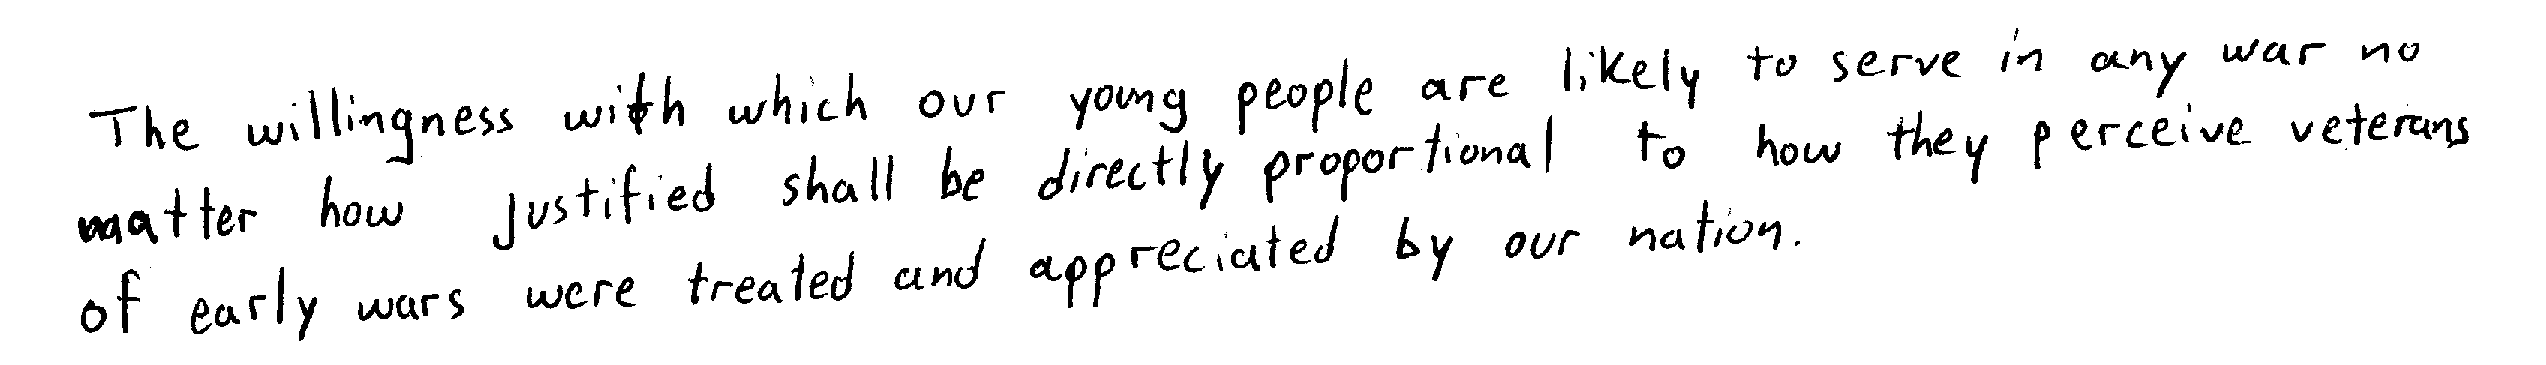 The willingness with which our young people are likely to serve in any war no
matter how justified shall be directly proportional to how they perceive veterans
of early wars were treated and appreciated by our nation.